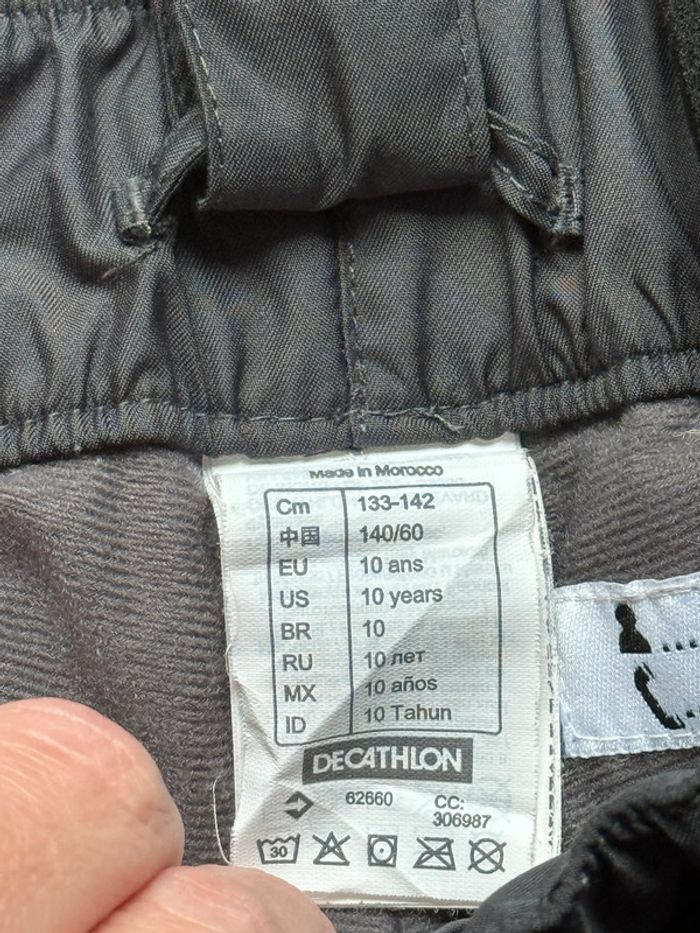 Made in Morocco
Cm 133-142
中国 140/60
EU 10 ans
US 10 years
BR 10
RU 10 лет
MX 10 años
ID 10 Tahun
DECATHLON
62660 CC:
306987
30